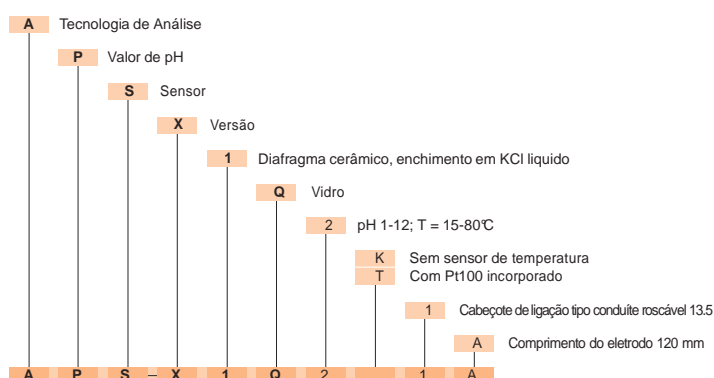 A Tecnologia de Análise
P Valor de pH
S Sensor
X Versão
1 Diafragma cerâmico, enchimento em KCl liquido
Q Vidro
2 pH 1-12; T = 15-80°C
K Sem sensor de temperatura
T Com Pt100 incorporado
1 Cabeçote de ligação tipo conduíte roscável 13.5
A Comprimento do eletrodo 120 mm
A P S – X 1 Q 2 1 A